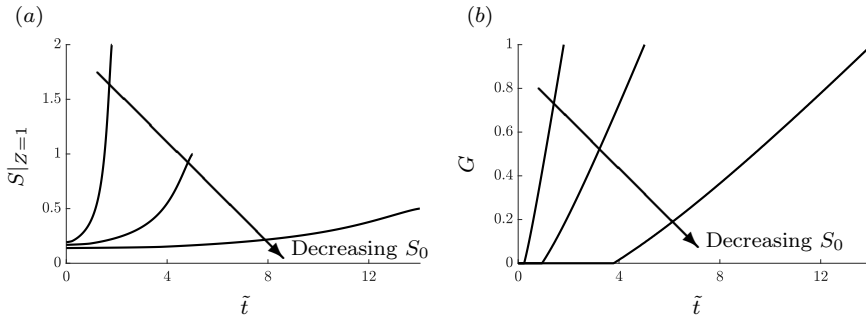 (a)
2
1.5
1
0.5
0
S|Z=1
0 4 8 12
t̃
Decreasing S₀
(b)
1
0.8
0.6
0.4
0.2
0
G
0 4 8 12
t̃
Decreasing S₀